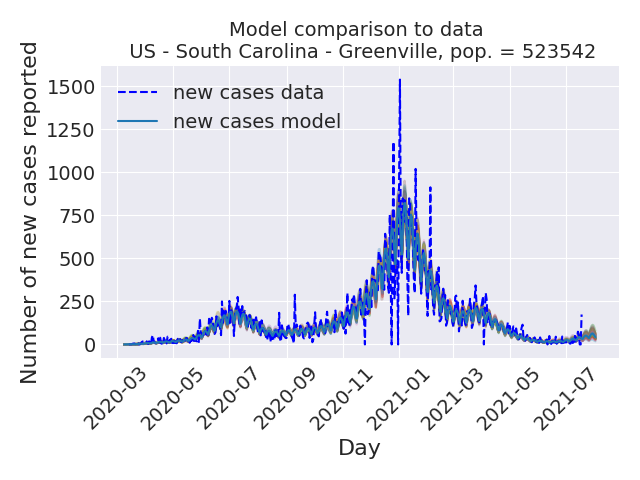 Model comparison to data
US - South Carolina - Greenville, pop. = 523542
Number of new cases reported
1500
1250
1000
750
500
250
0
new cases data
new cases model
2020-03
2020-05
2020-07
2020-09
2020-11
2021-01
2021-03
2021-05
2021-07
Day